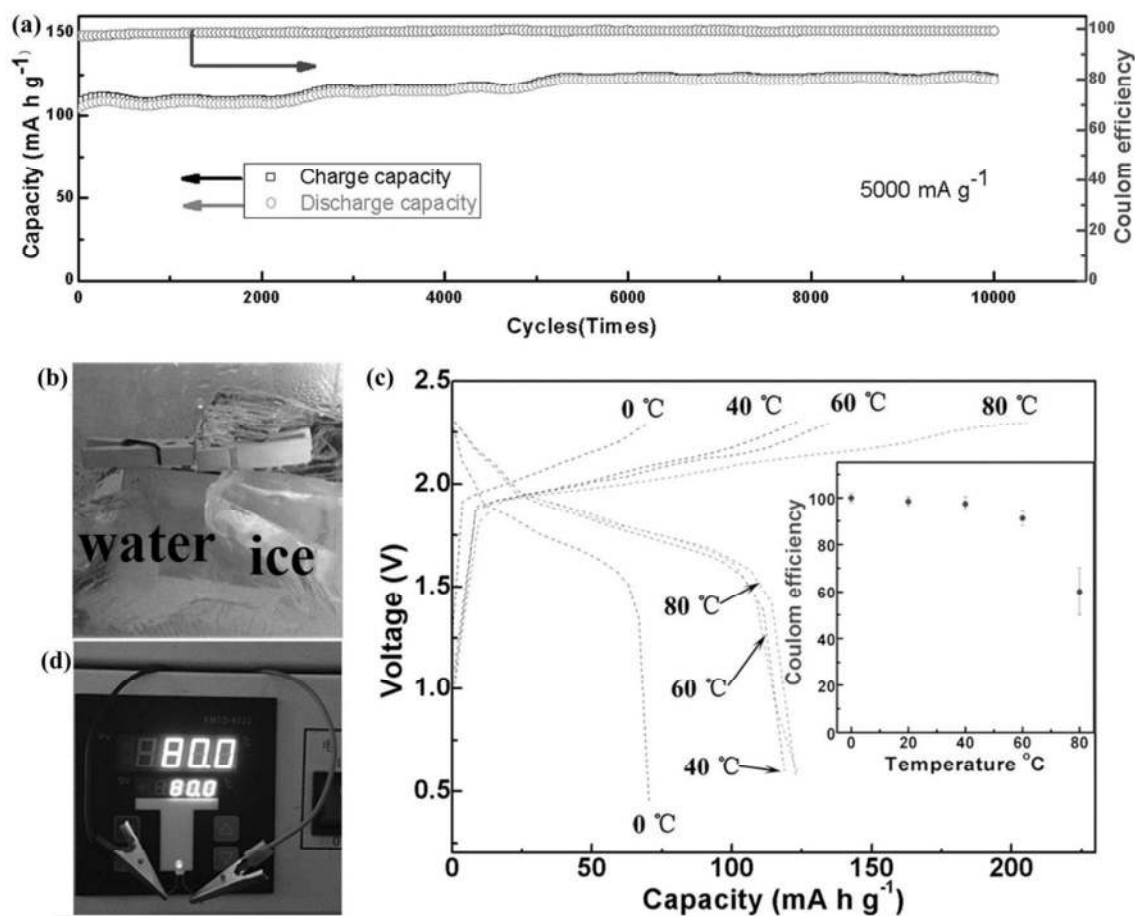 (a)
150
100
50
0
Capacity (mA h g⁻¹)
100
80
60
40
20
0
Coulom efficiency
Charge capacity
Discharge capacity
5000 mA g⁻¹
0
2000
4000
6000
8000
10000
Cycles(Times)
(b)
water
ice
(c)
2.5
2.0
1.5
1.0
0.5
Voltage (V)
0 ℃
40 ℃
60 ℃
80 ℃
80 ℃
60 ℃
40 ℃
0 ℃
100
80
60
40
20
0
Coulom efficiency
0
20
40
60
80
Temperature °C
0
50
100
150
200
Capacity (mA h g⁻¹)
(d)
80.0
80.0